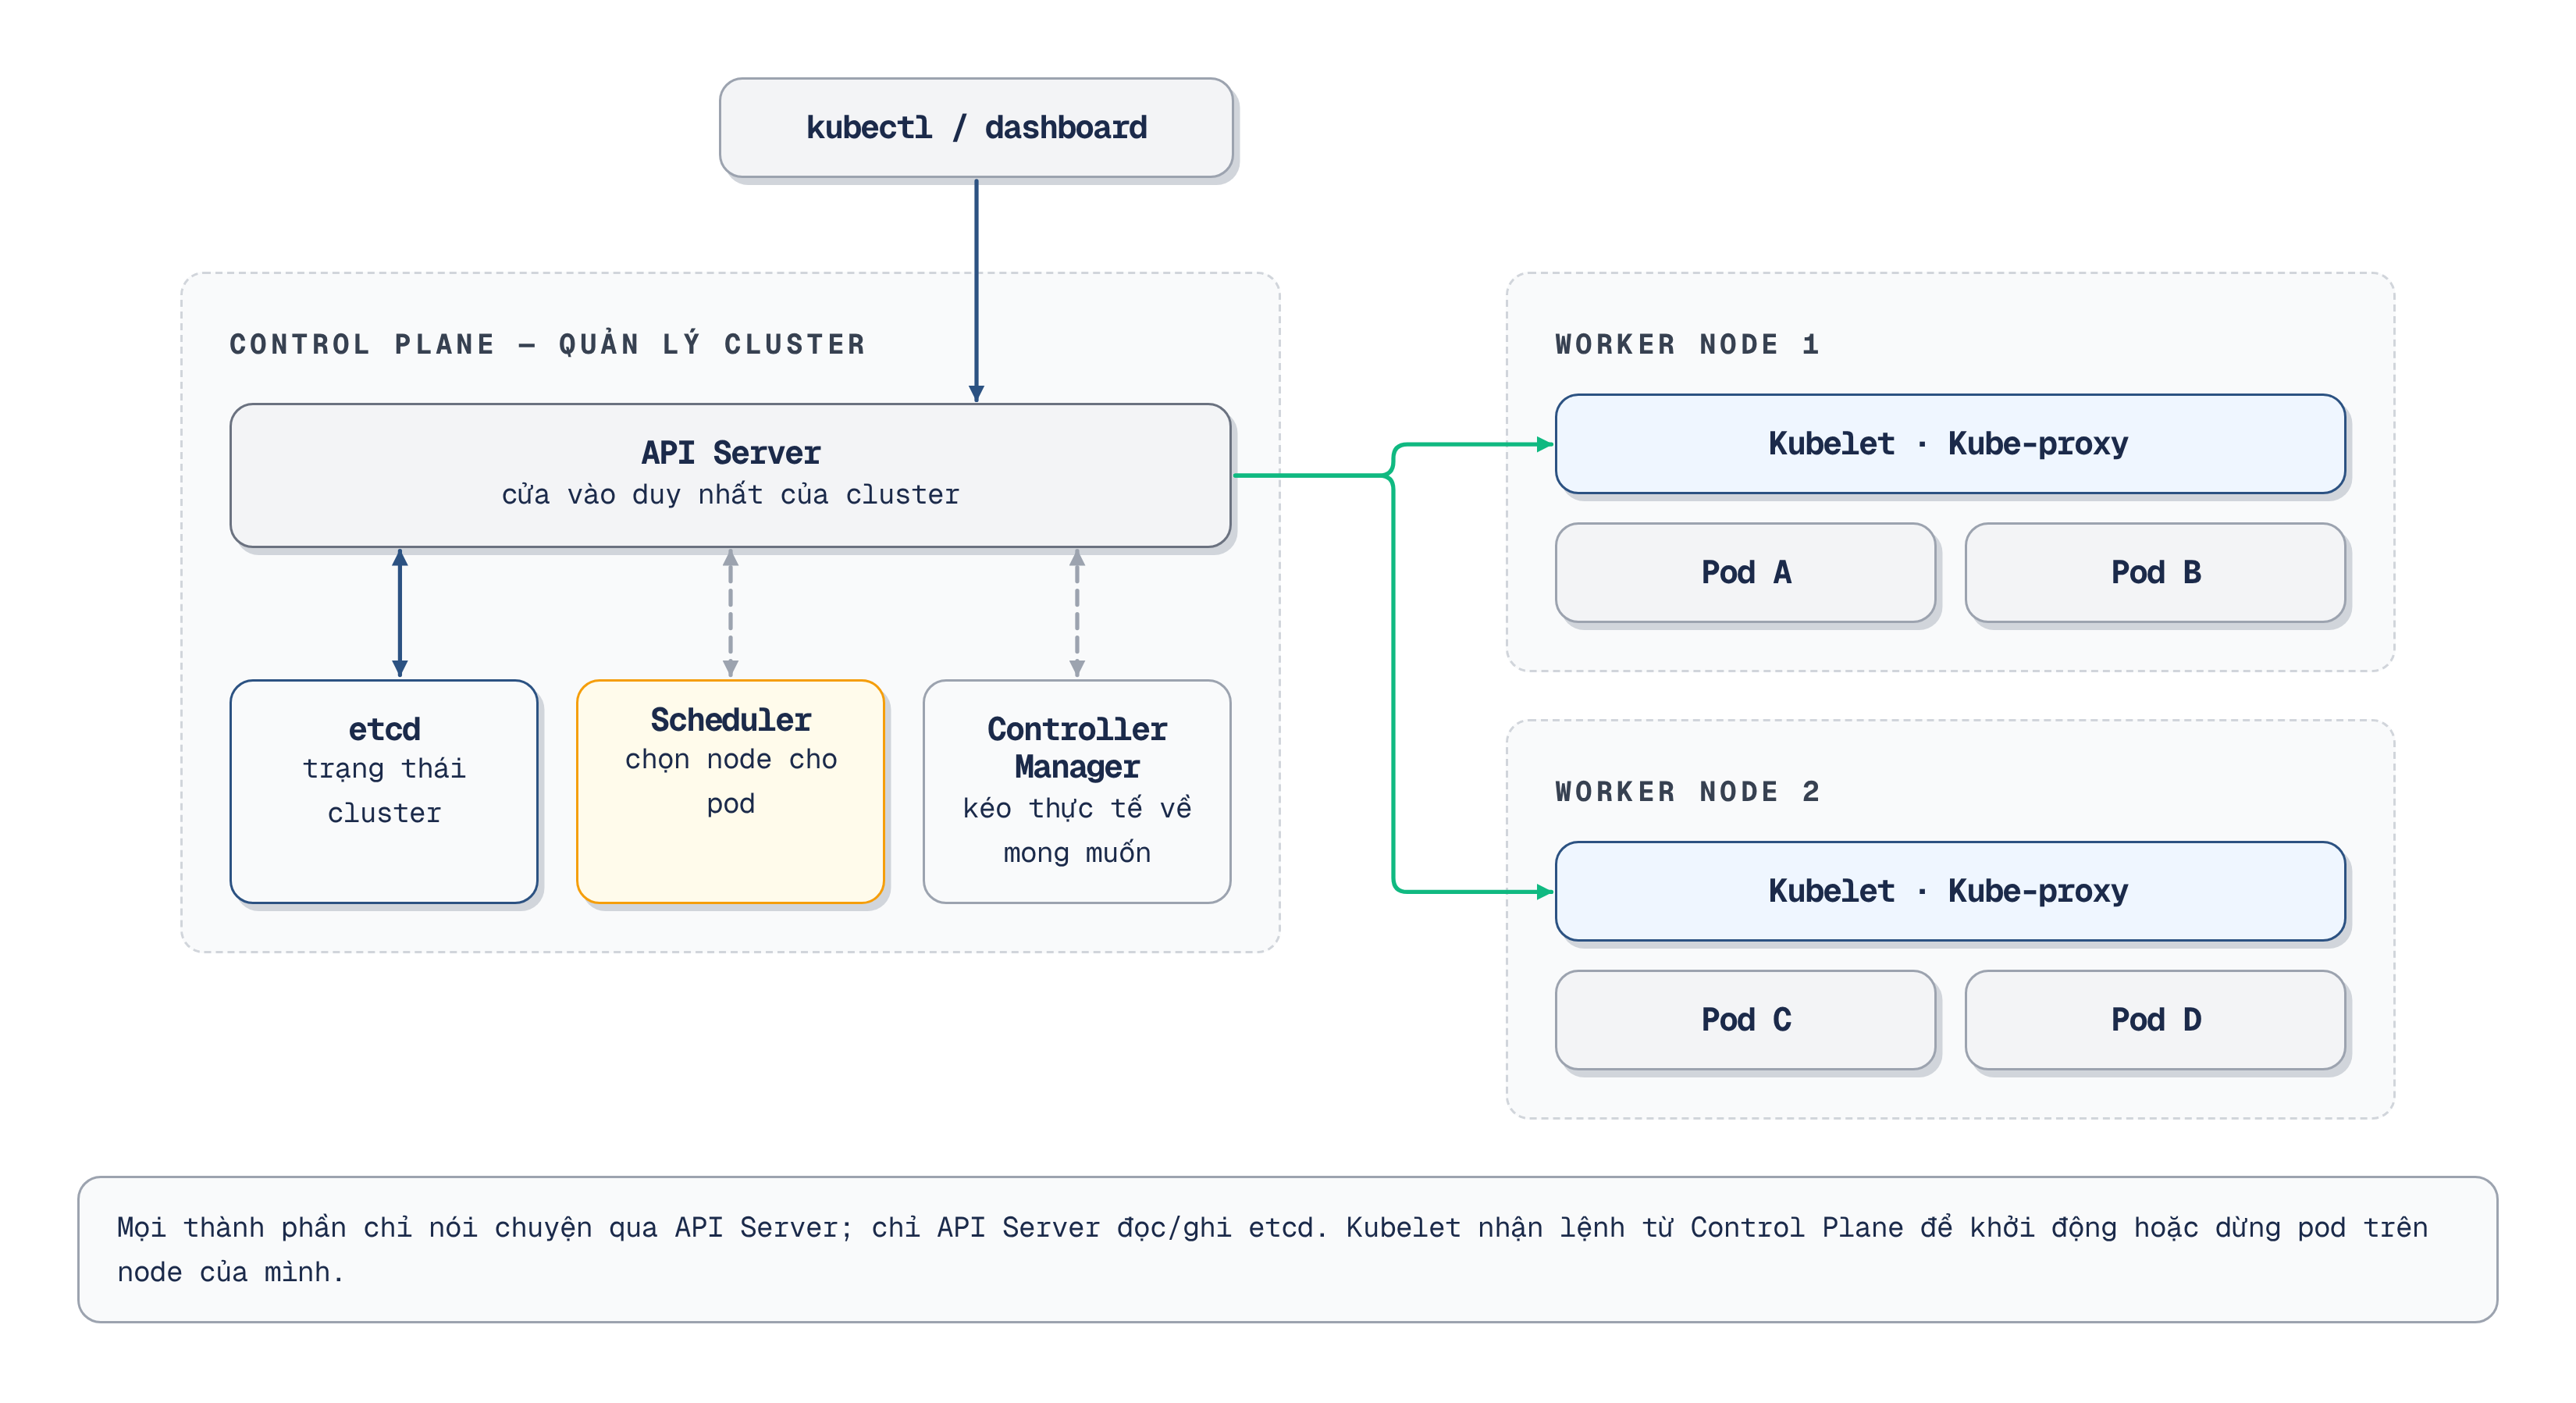 kubectl / dashboard
CONTROL PLANE — QUẢN LÝ CLUSTER
API Server
cửa vào duy nhất của cluster
etcd
trạng thái
cluster
Scheduler
chọn node cho
pod
Controller
Manager
kéo thực tế về
mong muốn
WORKER NODE 1
Kubelet · Kube-proxy
Pod A
Pod B
WORKER NODE 2
Kubelet · Kube-proxy
Pod C
Pod D
Mọi thành phần chỉ nói chuyện qua API Server; chỉ API Server đọc/ghi etcd. Kubelet nhận lệnh từ Control Plane để khởi động hoặc dừng pod trên
node của mình.